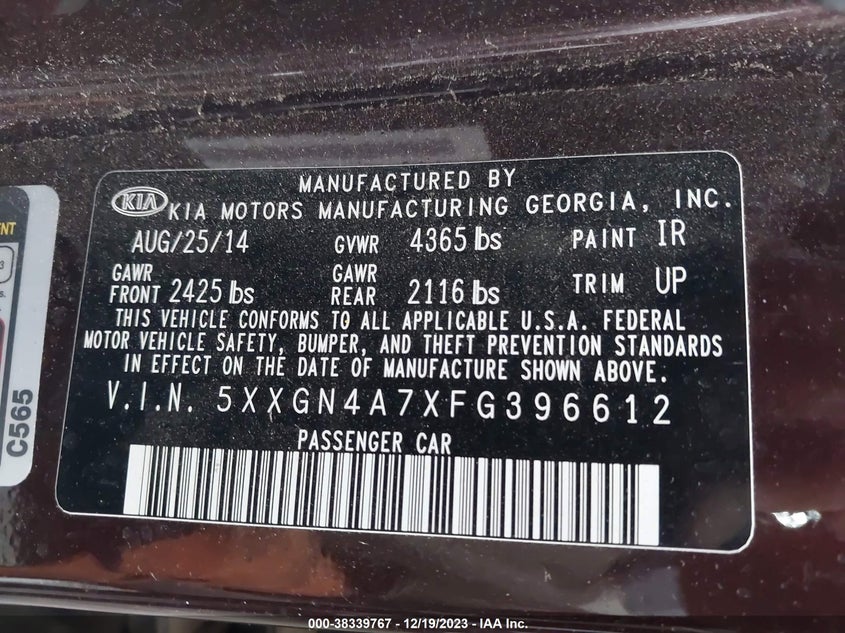 MANUFACTURED BY
KIA KIA MOTORS MANUFACTURING GEORGIA, INC.
AUG/25/14 GVWR 4365 lbs PAINT IR
GAWR FRONT 2425 lbs GAWR REAR 2116 lbs TRIM UP
THIS VEHICLE CONFORMS TO ALL APPLICABLE U.S.A. FEDERAL
MOTOR VEHICLE SAFETY, BUMPER, AND THEFT PREVENTION STANDARDS
IN EFFECT ON THE DATE OF MANUFACTURE SHOWN ABOVE.
V.I.N. 5XXGN4A7XFG396612
PASSENGER CAR
C565
000-38339767 - 12/19/2023 - IAA Inc.